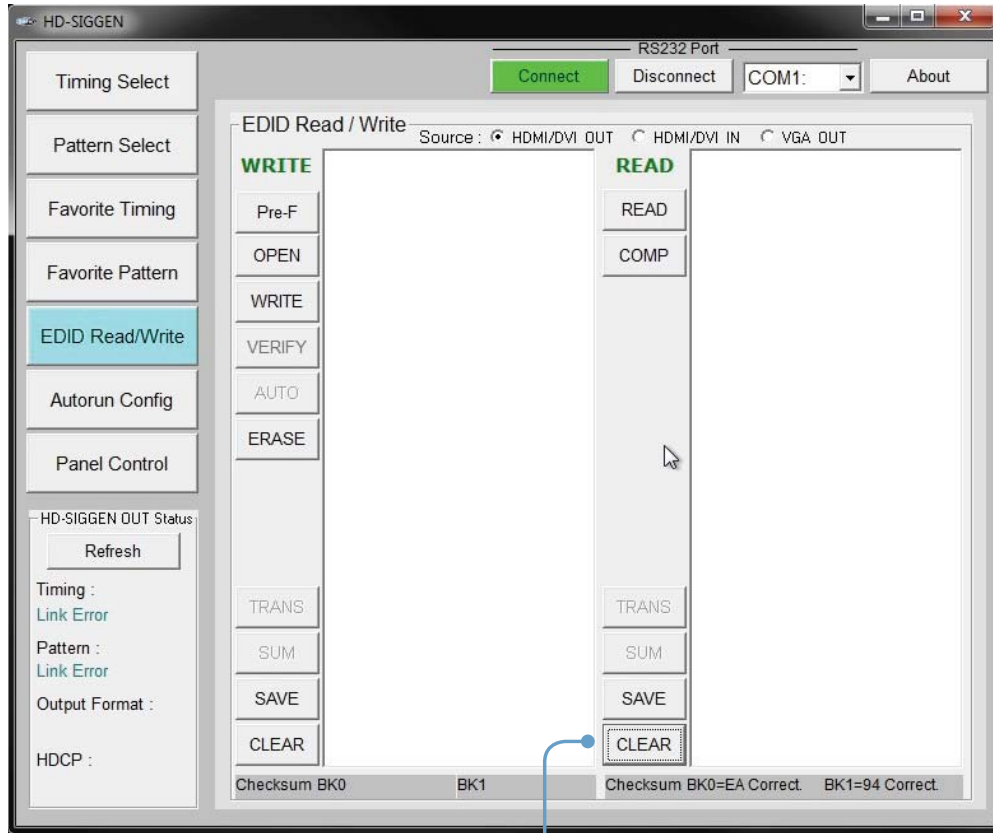 HD-SIGGEN
RS232 Port
Connect Disconnect COM1: About
Timing Select
Pattern Select
Favorite Timing
Favorite Pattern
EDID Read/Write
Autorun Config
Panel Control
HD-SIGGEN OUT Status
Refresh
Timing :
Link Error
Pattern :
Link Error
Output Format :
HDCP :
EDID Read / Write
Source : HDMI/DVI OUT HDMI/DVI IN VGA OUT
WRITE
Pre-F
OPEN
WRITE
VERIFY
AUTO
ERASE
TRANS
SUM
SAVE
CLEAR
Checksum BK0 BK1
READ
READ
COMP
TRANS
SUM
SAVE
CLEAR
Checksum BK0=EA Correct. BK1=94 Correct.